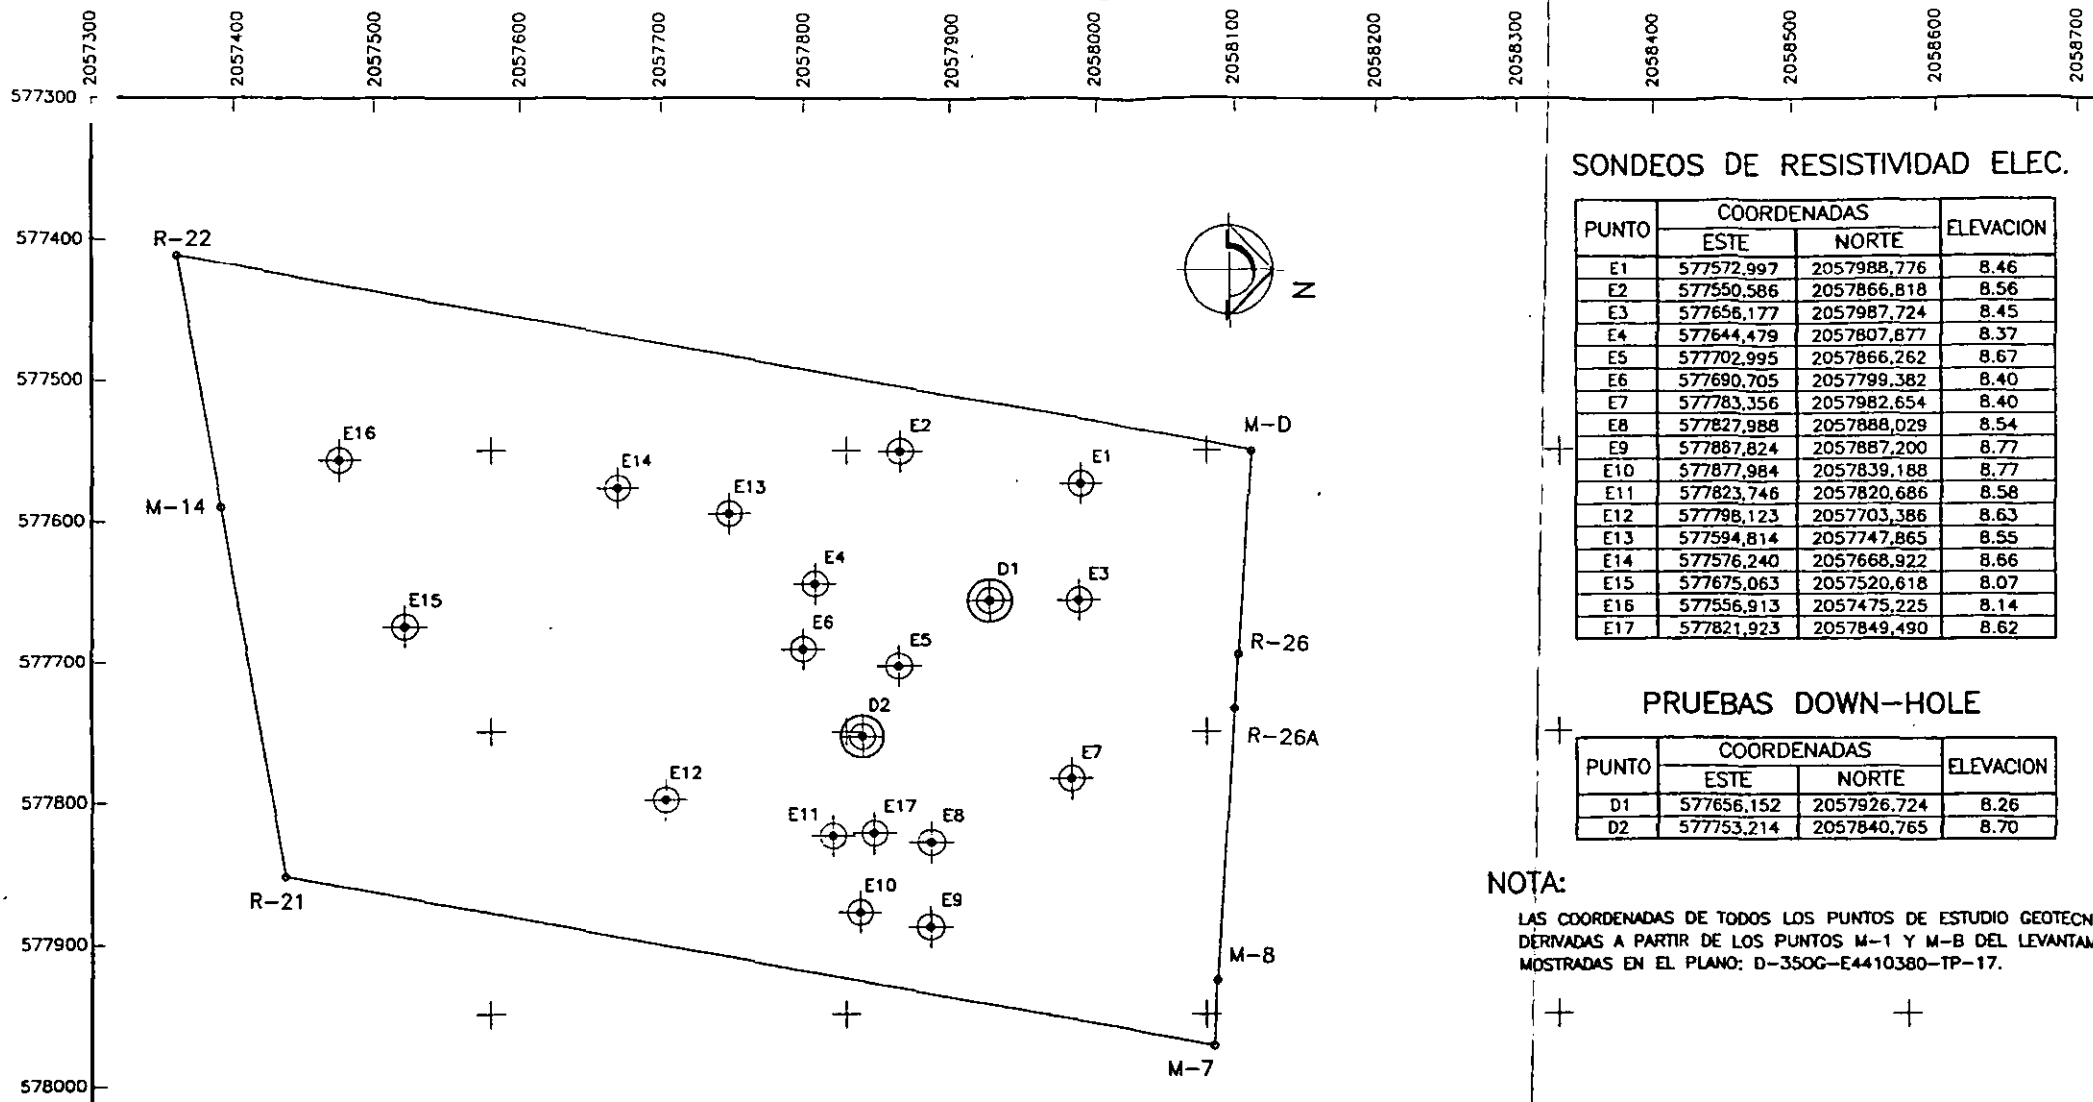 2057300 2057400 2057500 2057600 2057700 2057800 2057900 2058000 2058100 2058200 2058300 2058400 2058500 2058600 2058700
577300
577400
577500
577600
577700
577800
577900
578000
R-22
N
M-D
E16
E2
E14
E1
E13
M-14
E4
D1
E3
E15
E6
E5
R-26
D2
R-26A
E7
E12
E11
E17
E8
R-21
E10
E9
M-8
M-7
SONDEOS DE RESISTIVIDAD ELEC.
PUNTO COORDENADAS ELEVACION
ESTE NORTE
E1 577572,997 2057988,776 8.46
E2 577550,586 2057866,818 8.56
E3 577656,177 2057987,724 8.45
E4 577644,479 2057807,877 8.37
E5 577702,995 2057866,262 8.67
E6 577690,705 2057799,382 8.40
E7 577783,356 2057982,654 8.40
E8 577827,988 2057888,029 8.54
E9 577887,824 2057887,200 8.77
E10 577877,984 2057839,188 8.77
E11 577823,746 2057820,686 8.58
E12 577798,123 2057703,386 8.63
E13 577594,814 2057747,865 8.55
E14 577576,240 2057668,922 8.66
E15 577675,063 2057520,618 8.07
E16 577556,913 2057475,225 8.14
E17 577821,923 2057849,490 8.62
PRUEBAS DOWN-HOLE
PUNTO COORDENADAS ELEVACION
ESTE NORTE
D1 577656,152 2057926,724 8.26
D2 577753,214 2057840,765 8.70
NOTA:
LAS COORDENADAS DE TODOS LOS PUNTOS DE ESTUDIO GEOTECN
DERIVADAS A PARTIR DE LOS PUNTOS M-1 Y M-B DEL LEVANTAM
MOSTRADAS EN EL PLANO: D-350G-E4410380-TP-17.